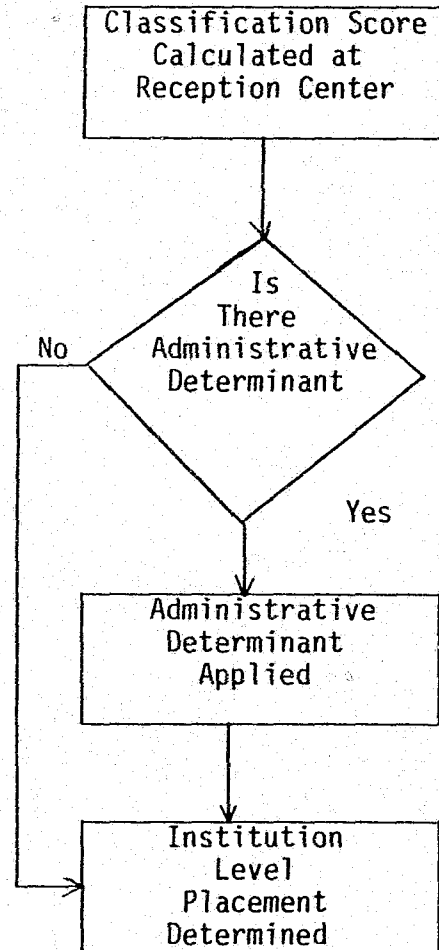 Classification Score
Calculated at
Reception Center
Is
There
Administrative
Determinant
No
Yes
Administrative
Determinant
Applied
Institution
Level
Placement
Determined